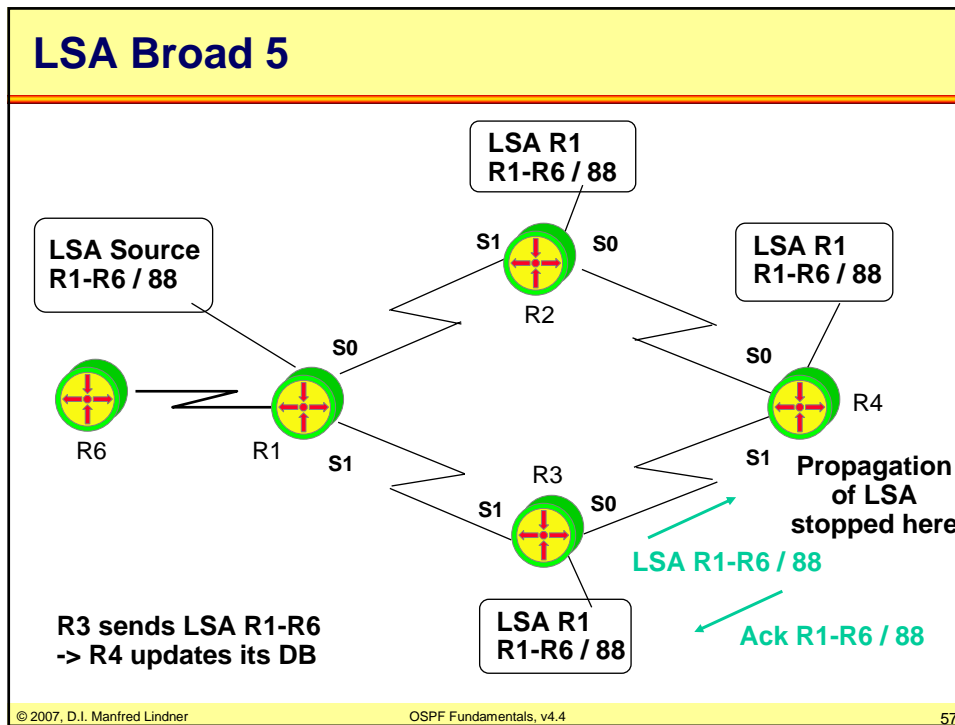 LSA Broad 5
LSA R1
R1-R6 / 88
LSA Source
R1-R6 / 88
LSA R1
R1-R6 / 88
S1
S0
R2
S0
S0
R4
R6
R1
S1
S1
R3
S1
S0
Propagation
of LSA
stopped here
LSA R1-R6 / 88
Ack R1-R6 / 88
LSA R1
R1-R6 / 88
R3 sends LSA R1-R6
-> R4 updates its DB
© 2007, D.I. Manfred Lindner
OSPF Fundamentals, v4.4
57